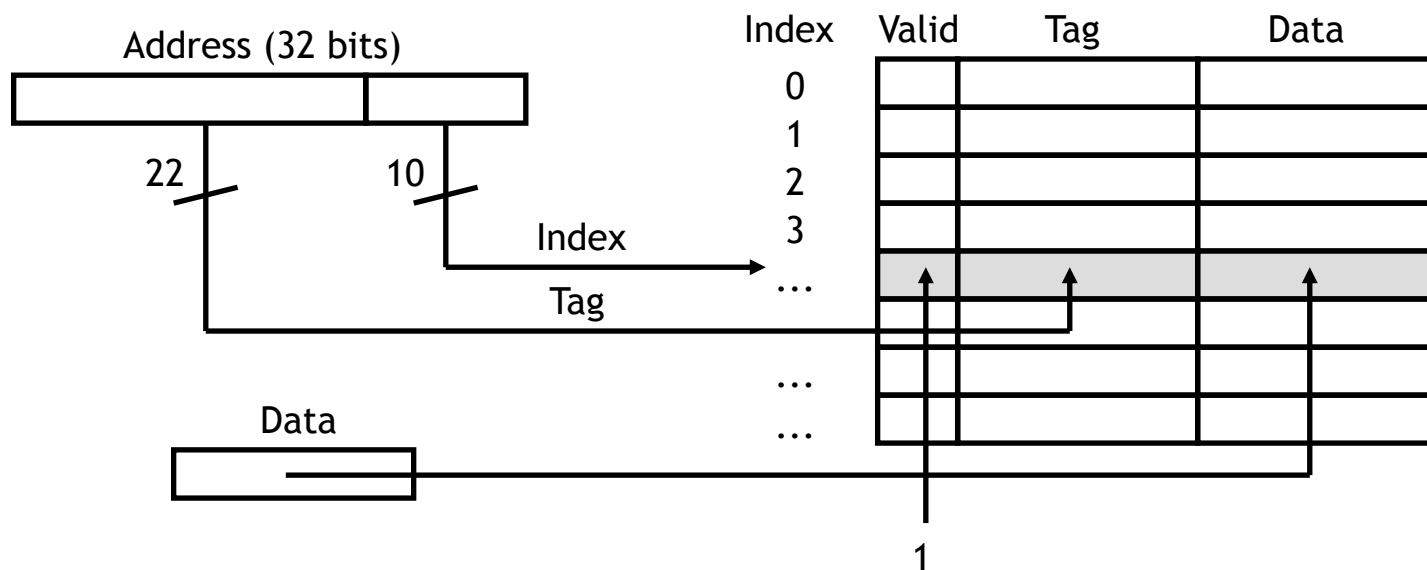 Address (32 bits)
Index Valid Tag Data
0
1
22 10
2
3
Index
...
Tag
...
Data
...
1